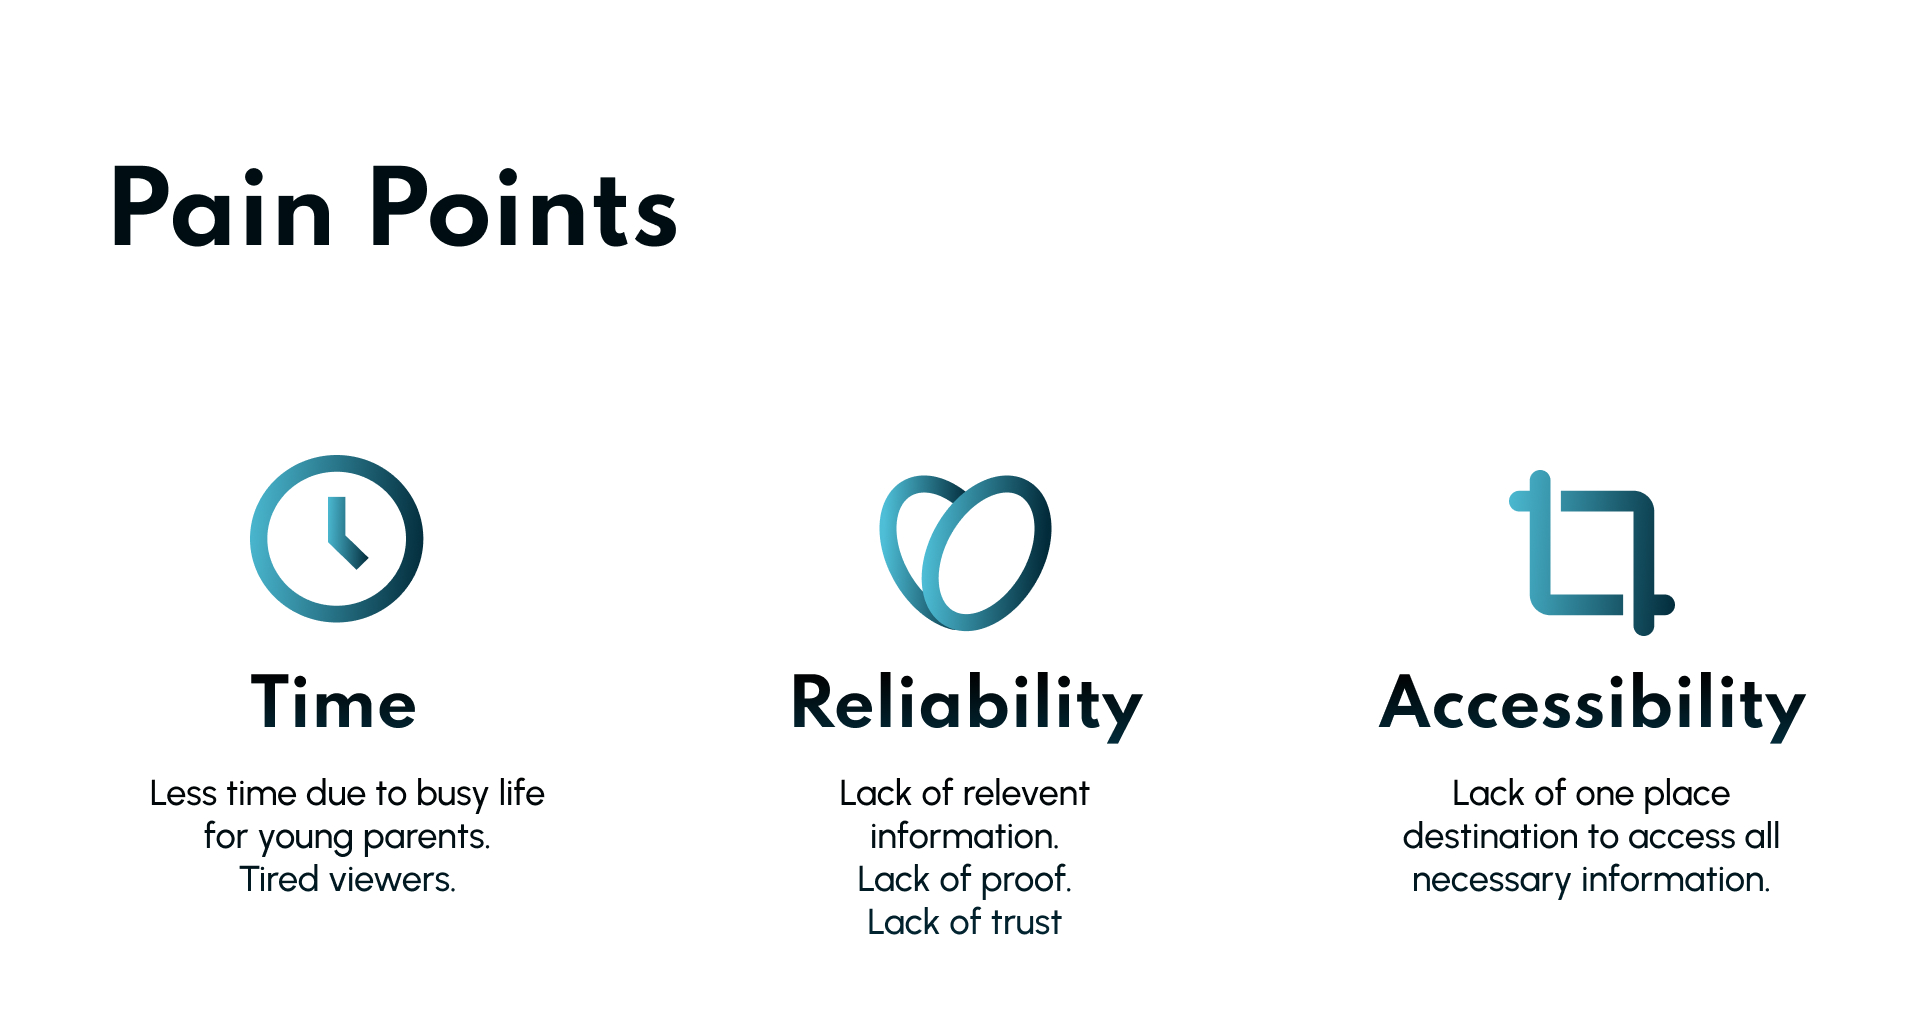 Pain Points
Time
Less time due to busy life
for young parents.
Tired viewers.
Reliability
Lack of relevent
information.
Lack of proof.
Lack of trust
Accessibility
Lack of one place
destination to access all
necessary information.